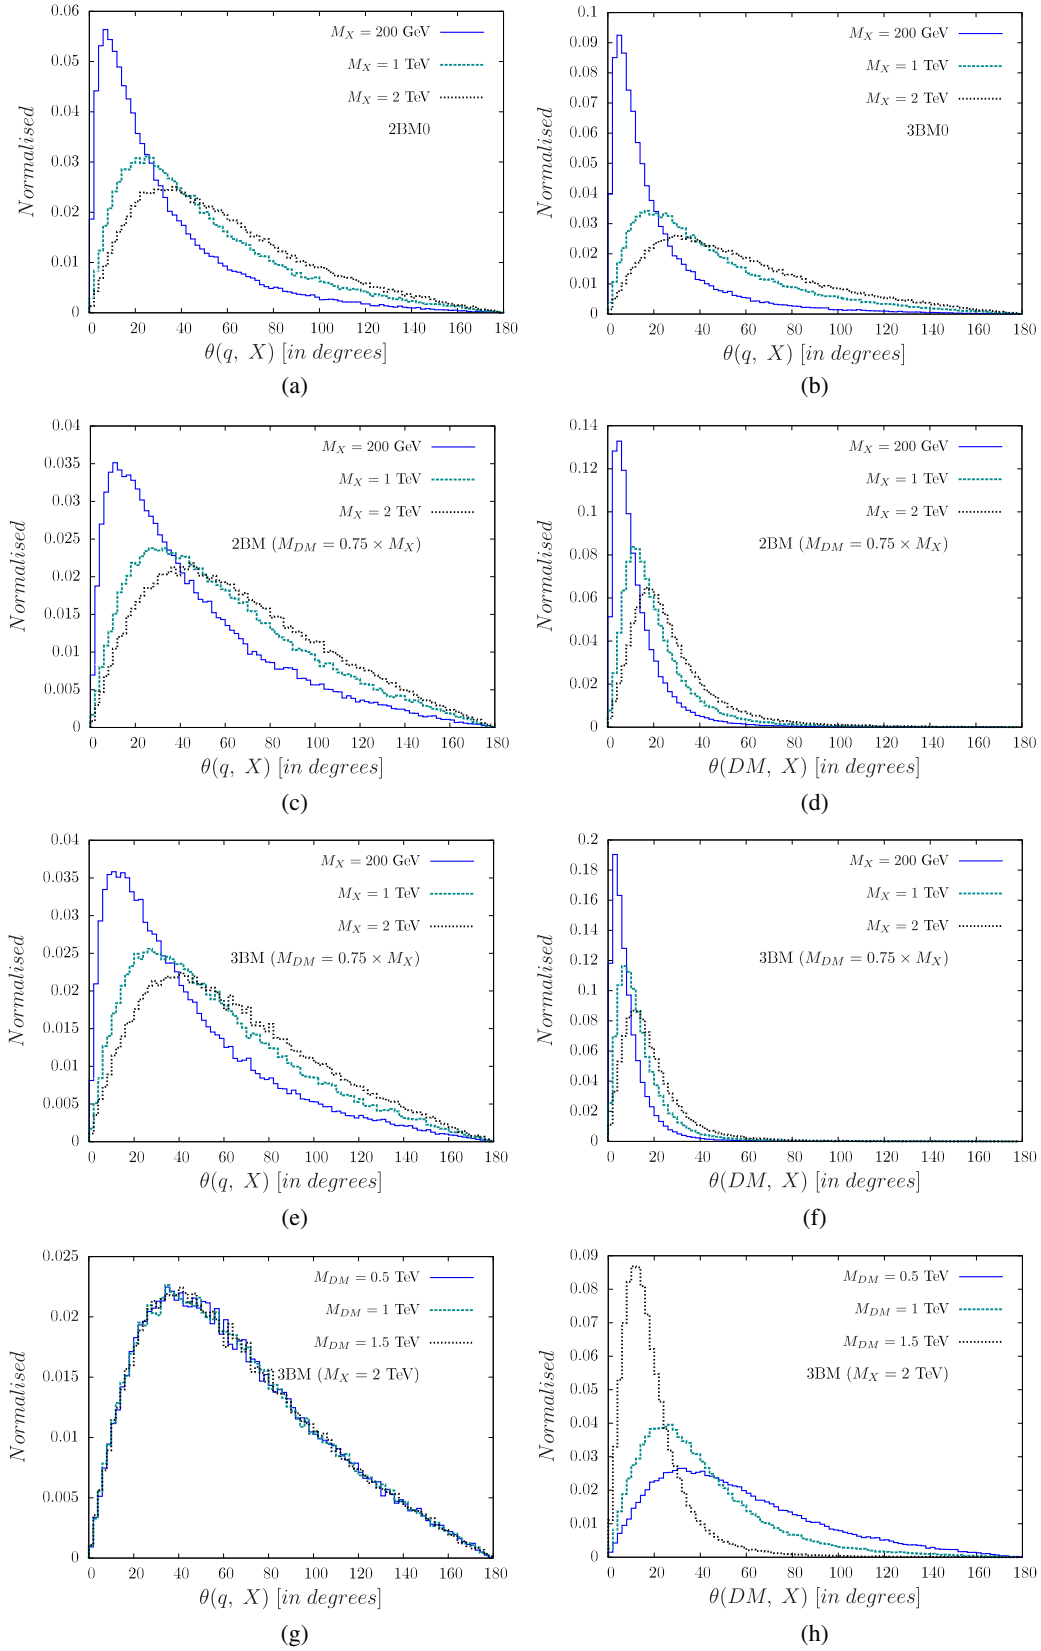 0.06
0.05
0.04
0.03
0.02
0.01
0
Normalised
M_X = 200 GeV
M_X = 1 TeV
M_X = 2 TeV
2BM0
0 20 40 60 80 100 120 140 160 180
θ(q, X) [in degrees]
(a)
0.1
0.09
0.08
0.07
0.06
0.05
0.04
0.03
0.02
0.01
0
Normalised
M_X = 200 GeV
M_X = 1 TeV
M_X = 2 TeV
3BM0
0 20 40 60 80 100 120 140 160 180
θ(q, X) [in degrees]
(b)
0.04
0.035
0.03
0.025
0.02
0.015
0.01
0.005
0
Normalised
M_X = 200 GeV
M_X = 1 TeV
M_X = 2 TeV
2BM (M_DM = 0.75 × M_X)
0 20 40 60 80 100 120 140 160 180
θ(q, X) [in degrees]
(c)
0.14
0.12
0.1
0.08
0.06
0.04
0.02
0
Normalised
M_X = 200 GeV
M_X = 1 TeV
M_X = 2 TeV
2BM (M_DM = 0.75 × M_X)
0 20 40 60 80 100 120 140 160 180
θ(DM, X) [in degrees]
(d)
0.04
0.035
0.03
0.025
0.02
0.015
0.01
0.005
0
Normalised
M_X = 200 GeV
M_X = 1 TeV
M_X = 2 TeV
3BM (M_DM = 0.75 × M_X)
0 20 40 60 80 100 120 140 160 180
θ(q, X) [in degrees]
(e)
0.2
0.18
0.16
0.14
0.12
0.1
0.08
0.06
0.04
0.02
0
Normalised
M_X = 200 GeV
M_X = 1 TeV
M_X = 2 TeV
3BM (M_DM = 0.75 × M_X)
0 20 40 60 80 100 120 140 160 180
θ(DM, X) [in degrees]
(f)
0.025
0.02
0.015
0.01
0.005
0
Normalised
M_DM = 0.5 TeV
M_DM = 1 TeV
M_DM = 1.5 TeV
3BM (M_X = 2 TeV)
0 20 40 60 80 100 120 140 160 180
θ(q, X) [in degrees]
(g)
0.09
0.08
0.07
0.06
0.05
0.04
0.03
0.02
0.01
0
Normalised
M_DM = 0.5 TeV
M_DM = 1 TeV
M_DM = 1.5 TeV
3BM (M_X = 2 TeV)
0 20 40 60 80 100 120 140 160 180
θ(DM, X) [in degrees]
(h)